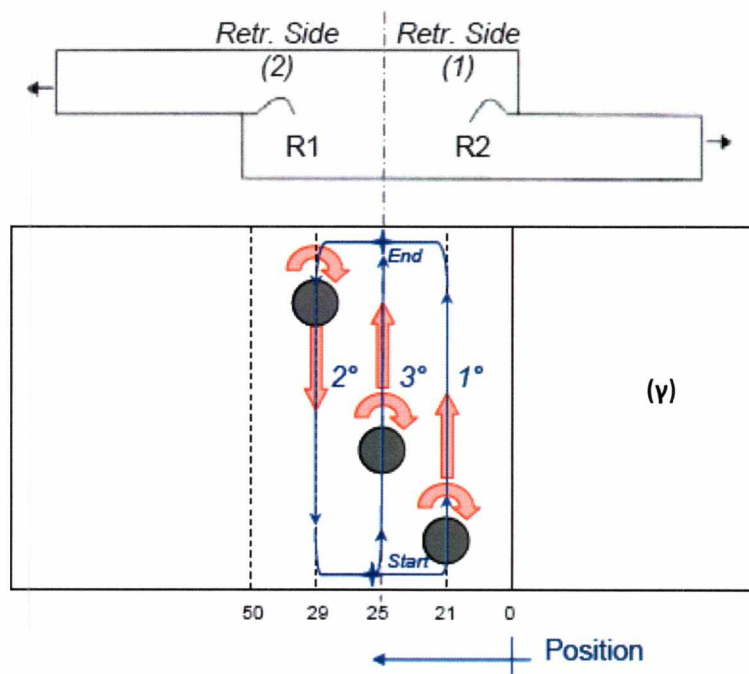 Retr. Side Retr. Side
(2) (1)
R1 R2
End
2° 3° 1°
(γ)
Start
50 29 25 21 0
Position